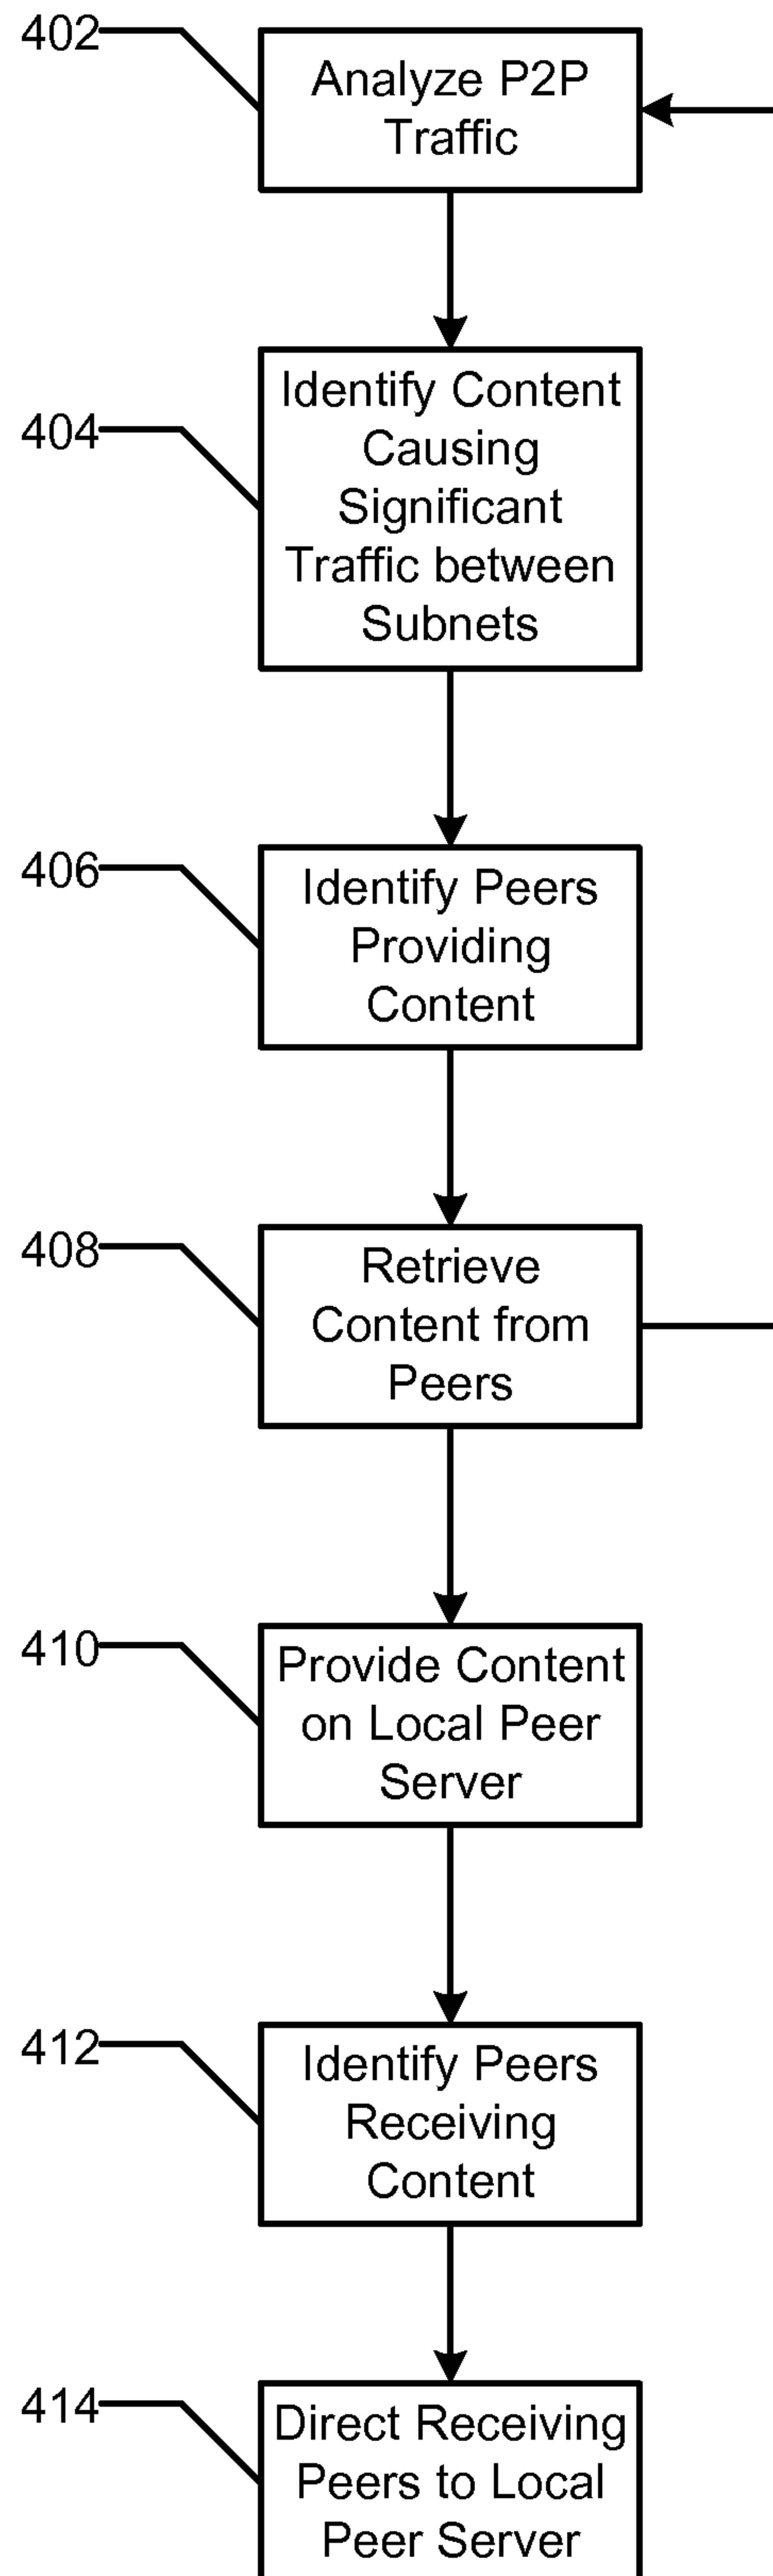 402
Analyze P2P
Traffic
404
Identify Content
Causing
Significant
Traffic between
Subnets
406
Identify Peers
Providing
Content
408
Retrieve
Content from
Peers
410
Provide Content
on Local Peer
Server
412
Identify Peers
Receiving
Content
414
Direct Receiving
Peers to Local
Peer Server